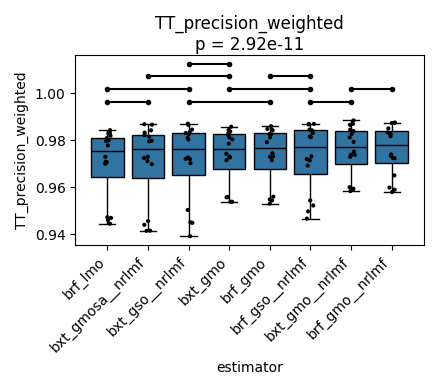 TT_precision_weighted
p = 2.92e-11
TT_precision_weighted
1.00
0.98
0.96
0.94
brf_lmo
bxt_gmosa__nrlmf
bxt_gso__nrlmf
bxt_gmo
brf_gmo
brf_gso__nrlmf
bxt_gmo__nrlmf
brf_gmo__nrlmf
estimator